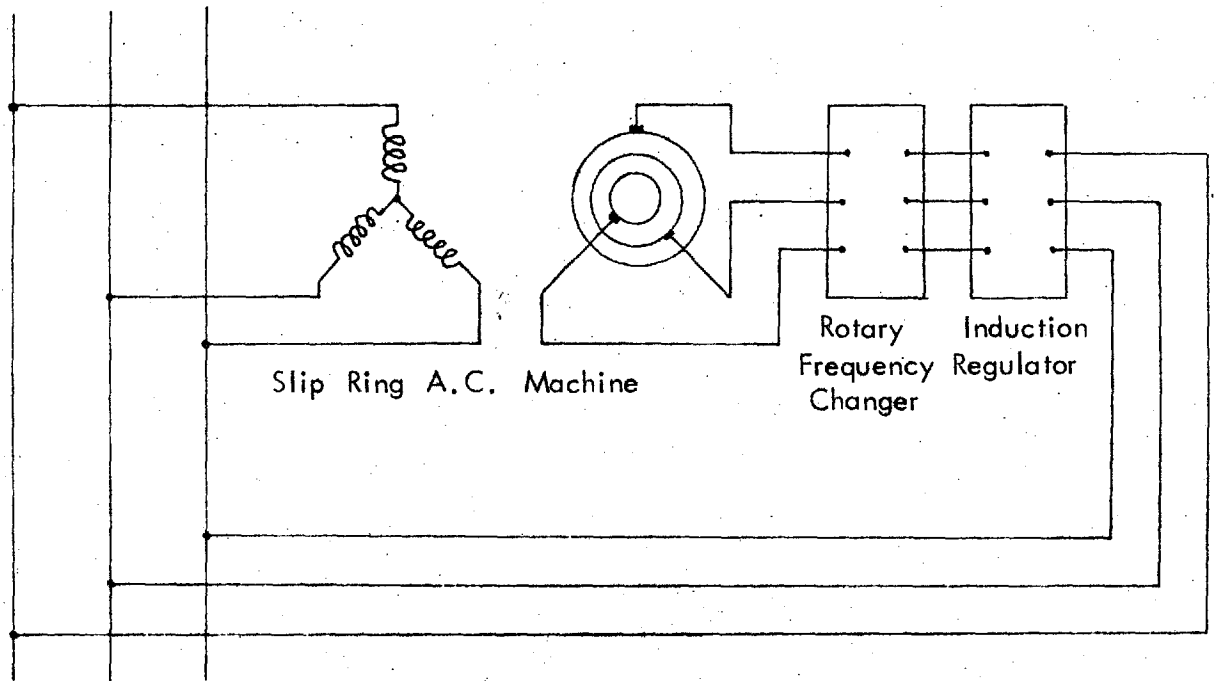 Rotary
Frequency
Changer
Induction
Regulator
Slip Ring A.C. Machine